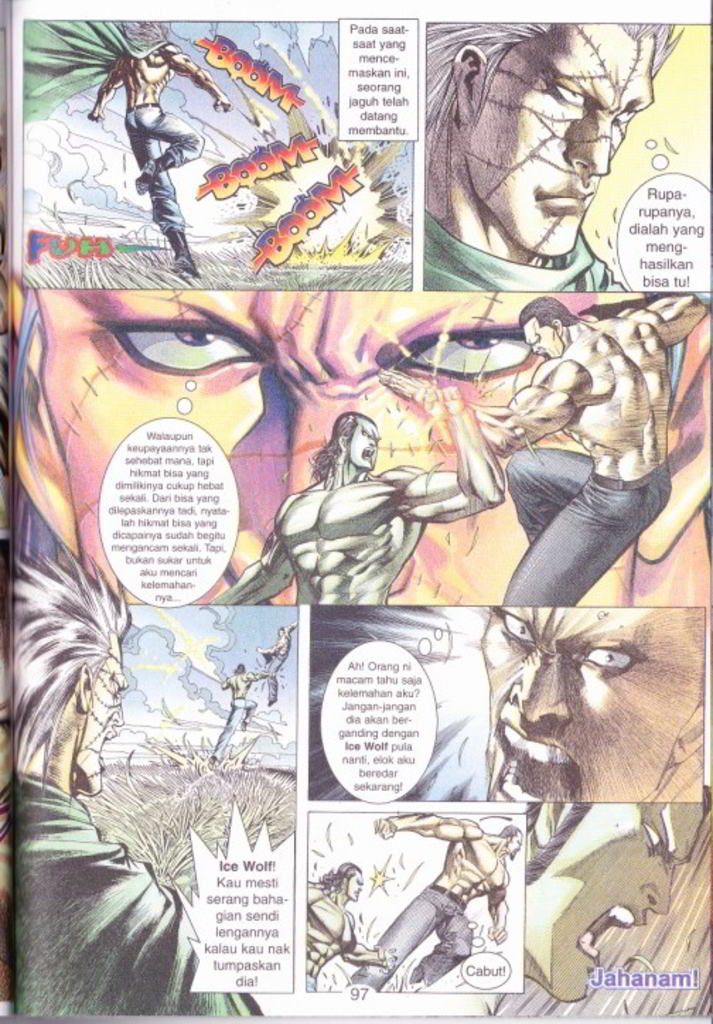 BOOM!
Pada saat-
saat yang
mence-
maskan ini,
seorang
jaguh telah
datang
membantu.
BOOM!
BOOM!
FUH
Rupa-
rupanya,
dialah yang
meng-
hasilkan
bisa tu!
Walaupun
keupayaannya tak
sehebat mana, tapi
hikmat bisa yang
dimilikinya cukup hebat
sekali. Dari bisa yang
dilepaskannya tadi, nyata-
lah hikmat bisa yang
dicapainya sudah begitu
mengancam sekali. Tapi,
bukan sukar untuk
aku mencari
kelemahan-
nya...
Ah! Orang ni
macam tahu saja
kelemahan aku?
Jangan-jangan
dia akan ber-
ganding dengan
Ice Wolf pula
nanti, elok aku
beredar
sekarang!
Ice Wolf!
Kau mesti
serang baha-
gian sendi
lengannya
kalau kau nak
tumpaskan
dia!
Cabut!
Jahanam!
97